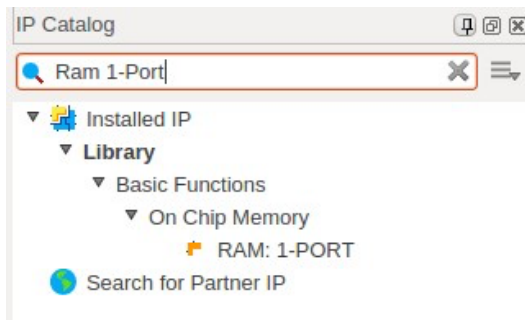 IP Catalog
Ram 1-Port
Installed IP
Library
Basic Functions
On Chip Memory
RAM: 1-PORT
Search for Partner IP